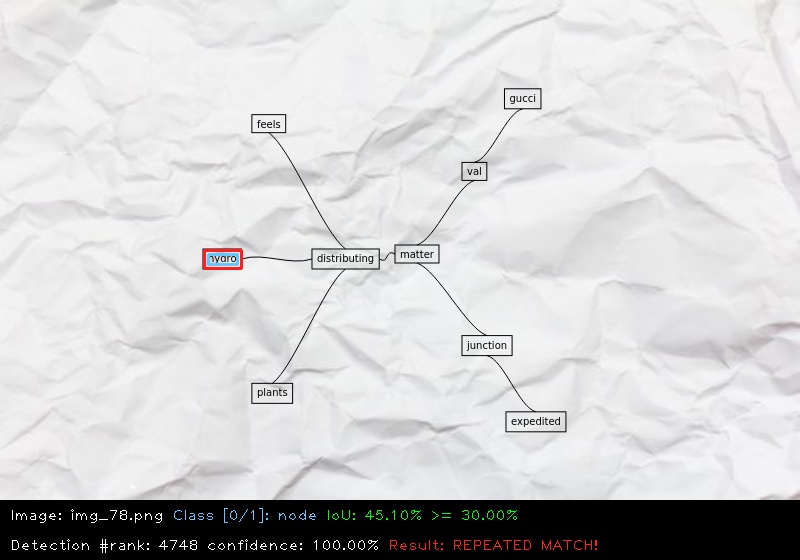 gucci
feels
val
matter
hydro
distributing
junction
plants
expedited
Image: img_78.png Class [0/1]: node IoU: 45.10% >= 30.00%
Detection #rank: 4748 confidence: 100.00% Result: REPEATED MATCH!